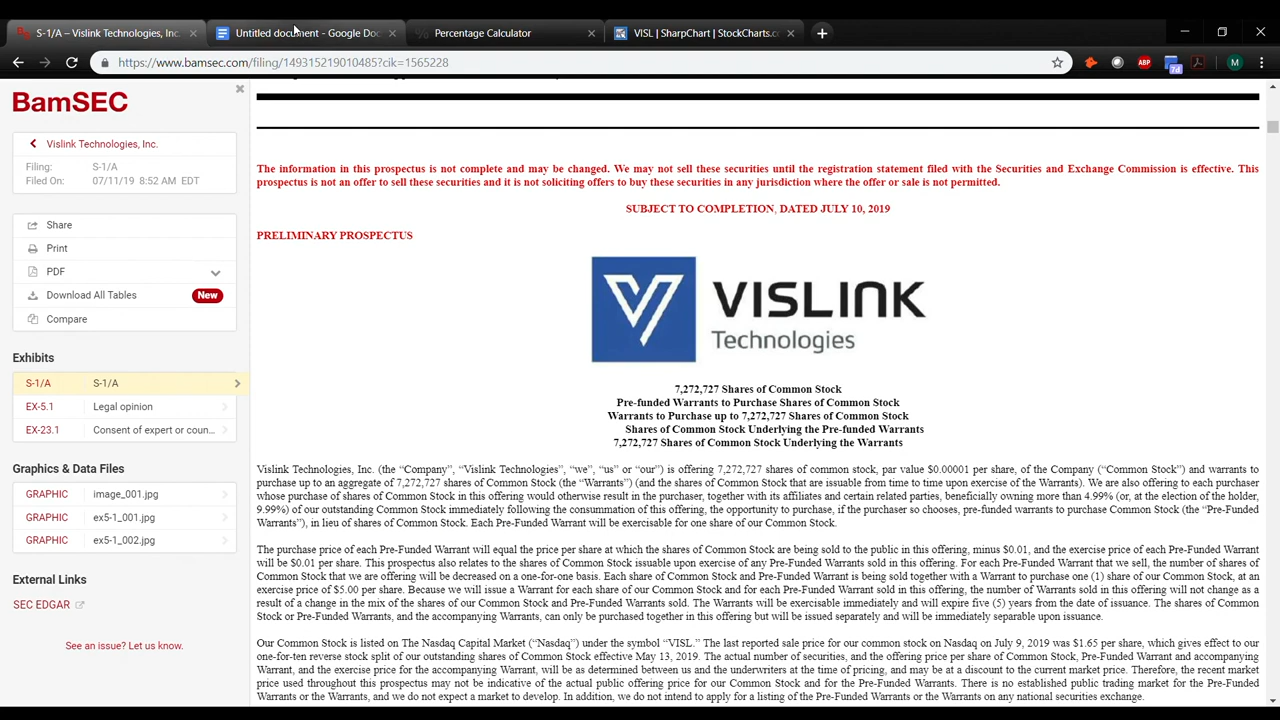 S-1/A – Vislink Technologies, Inc.
Untitled document - Google Doc
Percentage Calculator
VISL | SharpChart | StockCharts.c
https://www.bamsec.com/filing/149315219010485?cik=1565228
ABP
7d
M
BamSEC
Vislink Technologies, Inc.
Filing: S-1/A
Filed On: 07/11/19 8:52 AM EDT
Share
Print
PDF
Download All Tables New
Compare
Exhibits
S-1/A S-1/A
EX-5.1 Legal opinion
EX-23.1 Consent of expert or coun...
Graphics & Data Files
GRAPHIC image_001.jpg
GRAPHIC ex5-1_001.jpg
GRAPHIC ex5-1_002.jpg
External Links
SEC EDGAR
See an issue? Let us know.
The information in this prospectus is not complete and may be changed. We may not sell these securities until the registration statement filed with the Securities and Exchange Commission is effective. This
prospectus is not an offer to sell these securities and it is not soliciting offers to buy these securities in any jurisdiction where the offer or sale is not permitted.
SUBJECT TO COMPLETION, DATED JULY 10, 2019
PRELIMINARY PROSPECTUS
VISLINK
Technologies
7,272,727 Shares of Common Stock
Pre-funded Warrants to Purchase Shares of Common Stock
Warrants to Purchase up to 7,272,727 Shares of Common Stock
Shares of Common Stock Underlying the Pre-funded Warrants
7,272,727 Shares of Common Stock Underlying the Warrants
Vislink Technologies, Inc. (the “Company”, “Vislink Technologies”, “we”, “us” or “our”) is offering 7,272,727 shares of common stock, par value $0.00001 per share, of the Company (“Common Stock”) and warrants to
purchase up to an aggregate of 7,272,727 shares of Common Stock (the “Warrants”) (and the shares of Common Stock that are issuable from time to time upon exercise of the Warrants). We are also offering to each purchaser
whose purchase of shares of Common Stock in this offering would otherwise result in the purchaser, together with its affiliates and certain related parties, beneficially owning more than 4.99% (or, at the election of the holder,
9.99%) of our outstanding Common Stock immediately following the consummation of this offering, the opportunity to purchase, if the purchaser so chooses, pre-funded warrants to purchase Common Stock (the “Pre-Funded
Warrants”), in lieu of shares of Common Stock. Each Pre-Funded Warrant will be exercisable for one share of our Common Stock.
The purchase price of each Pre-Funded Warrant will equal the price per share at which the shares of Common Stock are being sold to the public in this offering, minus $0.01, and the exercise price of each Pre-Funded Warrant
will be $0.01 per share. This prospectus also relates to the shares of Common Stock issuable upon exercise of any Pre-Funded Warrants sold in this offering. For each Pre-Funded Warrant that we sell, the number of shares of
Common Stock that we are offering will be decreased on a one-for-one basis. Each share of Common Stock and Pre-Funded Warrant is being sold together with a Warrant to purchase one (1) share of our Common Stock, at an
exercise price of $5.00 per share. Because we will issue a Warrant for each share of our Common Stock and for each Pre-Funded Warrant sold in this offering, the number of Warrants sold in this offering will not change as a
result of a change in the mix of the shares of our Common Stock and Pre-Funded Warrants sold. The Warrants will be exercisable immediately and will expire five (5) years from the date of issuance. The shares of Common
Stock or Pre-Funded Warrants, and the accompanying Warrants, can only be purchased together in this offering but will be issued separately and will be immediately separable upon issuance.
Our Common Stock is listed on The Nasdaq Capital Market (“Nasdaq”) under the symbol “VISL.” The last reported sale price for our common stock on Nasdaq on July 9, 2019 was $1.65 per share, which gives effect to our
one-for-ten reverse stock split of our outstanding shares of Common Stock effective May 13, 2019. The actual number of securities, and the offering price per share of Common Stock, Pre-Funded Warrant and accompanying
Warrant, and the exercise price for the accompanying Warrant, will be as determined between us and the underwriters at the time of pricing, and may be at a discount to the current market price. Therefore, the recent market
price used throughout this prospectus may not be indicative of the actual public offering price for our Common Stock and for the Pre-Funded Warrants. There is no established public trading market for the Pre-Funded
Warrants or the Warrants, and we do not expect a market to develop. In addition, we do not intend to apply for a listing of the Pre-Funded Warrants or the Warrants on any national securities exchange.